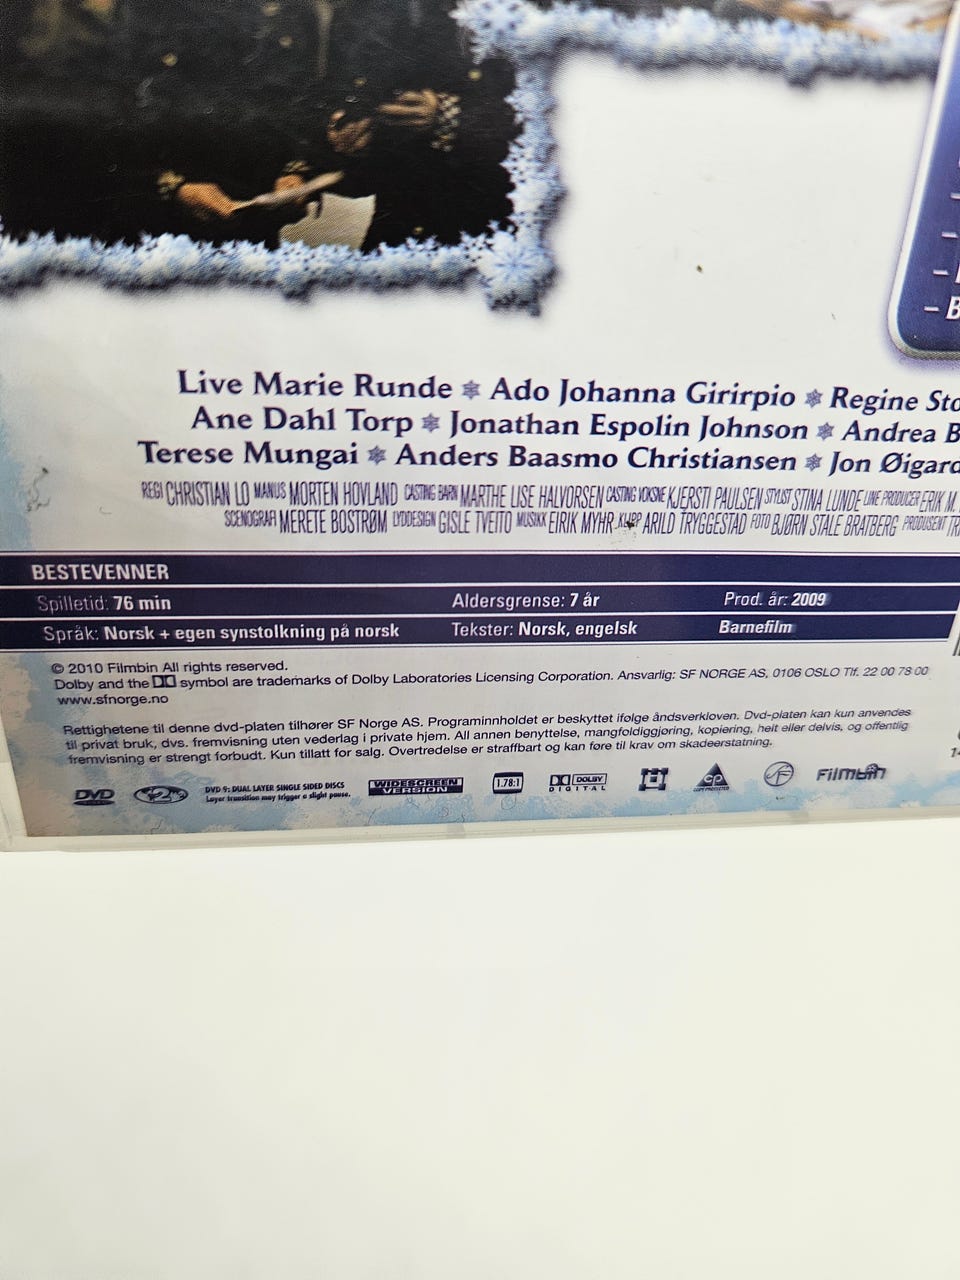 – B
Live Marie Runde ❄ Ado Johanna Girirpio ❄ Regine Sto
Ane Dahl Torp ❄ Jonathan Espolin Johnson ❄ Andrea B
Terese Mungai ❄ Anders Baasmo Christiansen ❄ Jon Øigard
REGI CHRISTIAN LO MANUS MORTEN HOVLAND CASTING BARN MARTHE LISE HALVORSEN CASTING VOKSNE KJERSTI PAULSEN STYLIST STINA LUNDE LINE PRODUCER ERIK M.
SCENOGRAFI MERETE BOSTRØM LYDDESIGN GISLE TVEITO MUSIKK EIRIK MYHR KLIPP ARILD TRYGGESTAD FOTO BJØRN STÅLE BRATBERG PRODUSENT TR
BESTEVENNER
Spilletid: 76 min Aldersgrense: 7 år Prod. år: 2009
Språk: Norsk + egen synstolkning på norsk Tekster: Norsk, engelsk Barnefilm
© 2010 Filmbin All rights reserved.
Dolby and the DD symbol are trademarks of Dolby Laboratories Licensing Corporation. Ansvarlig: SF NORGE AS, 0106 OSLO Tlf. 22 00 78 00
www.sfnorge.no
Rettighetene til denne dvd-platen tilhører SF Norge AS. Programinnholdet er beskyttet ifølge åndsverkloven. Dvd-platen kan kun anvendes
til privat bruk, dvs. fremvisning uten vederlag i private hjem. All annen benyttelse, mangfoldiggjøring, kopiering, helt eller delvis, og offentlig
fremvisning er strengt forbudt. Kun tillatt for salg. Overtredelse er straffbart og kan føre til krav om skadeerstatning.
DVD 2 DVD 9: DUAL LAYER SINGLE SIDED DISCS
Layer transition may trigger a slight pause.
WIDESCREEN VERSION 1.78:1 DOLBY DIGITAL CP COPY PROTECTED SF FiLMbiN